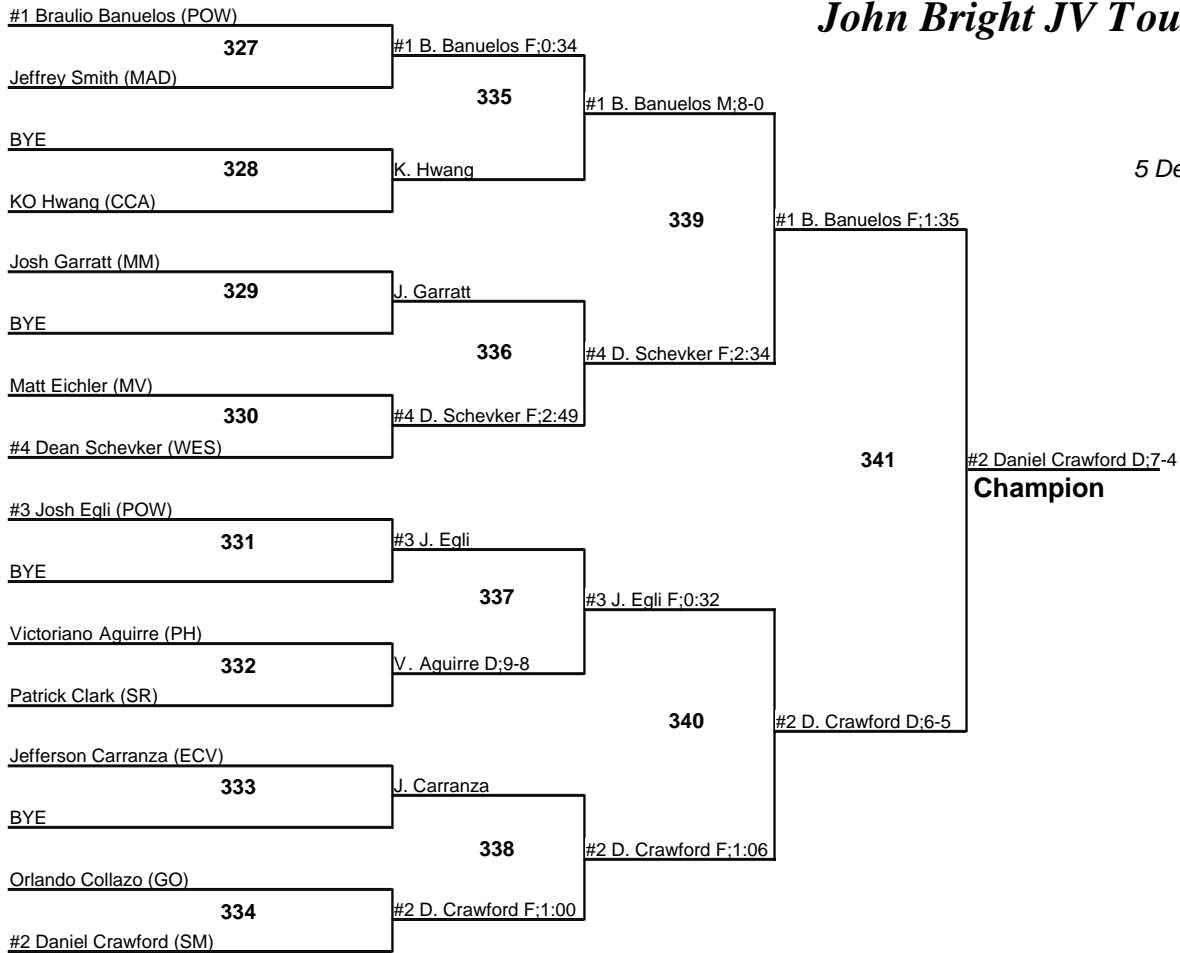 #1 Braulio Banuelos (POW)
John Bright JV Tou
327
#1 B. Banuelos F;0:34
Jeffrey Smith (MAD)
335
#1 B. Banuelos M;8-0
BYE
328
K. Hwang
5 De
KO Hwang (CCA)
339
#1 B. Banuelos F;1:35
Josh Garratt (MM)
329
J. Garratt
BYE
336
#4 D. Schevker F;2:34
Matt Eichler (MV)
330
#4 D. Schevker F;2:49
#4 Dean Schevker (WES)
341
#2 Daniel Crawford D;7-4
Champion
#3 Josh Egli (POW)
331
#3 J. Egli
BYE
337
#3 J. Egli F;0:32
Victoriano Aguirre (PH)
332
V. Aguirre D;9-8
Patrick Clark (SR)
340
#2 D. Crawford D;6-5
Jefferson Carranza (ECV)
333
J. Carranza
BYE
338
#2 D. Crawford F;1:06
Orlando Collazo (GO)
334
#2 D. Crawford F;1:00
#2 Daniel Crawford (SM)